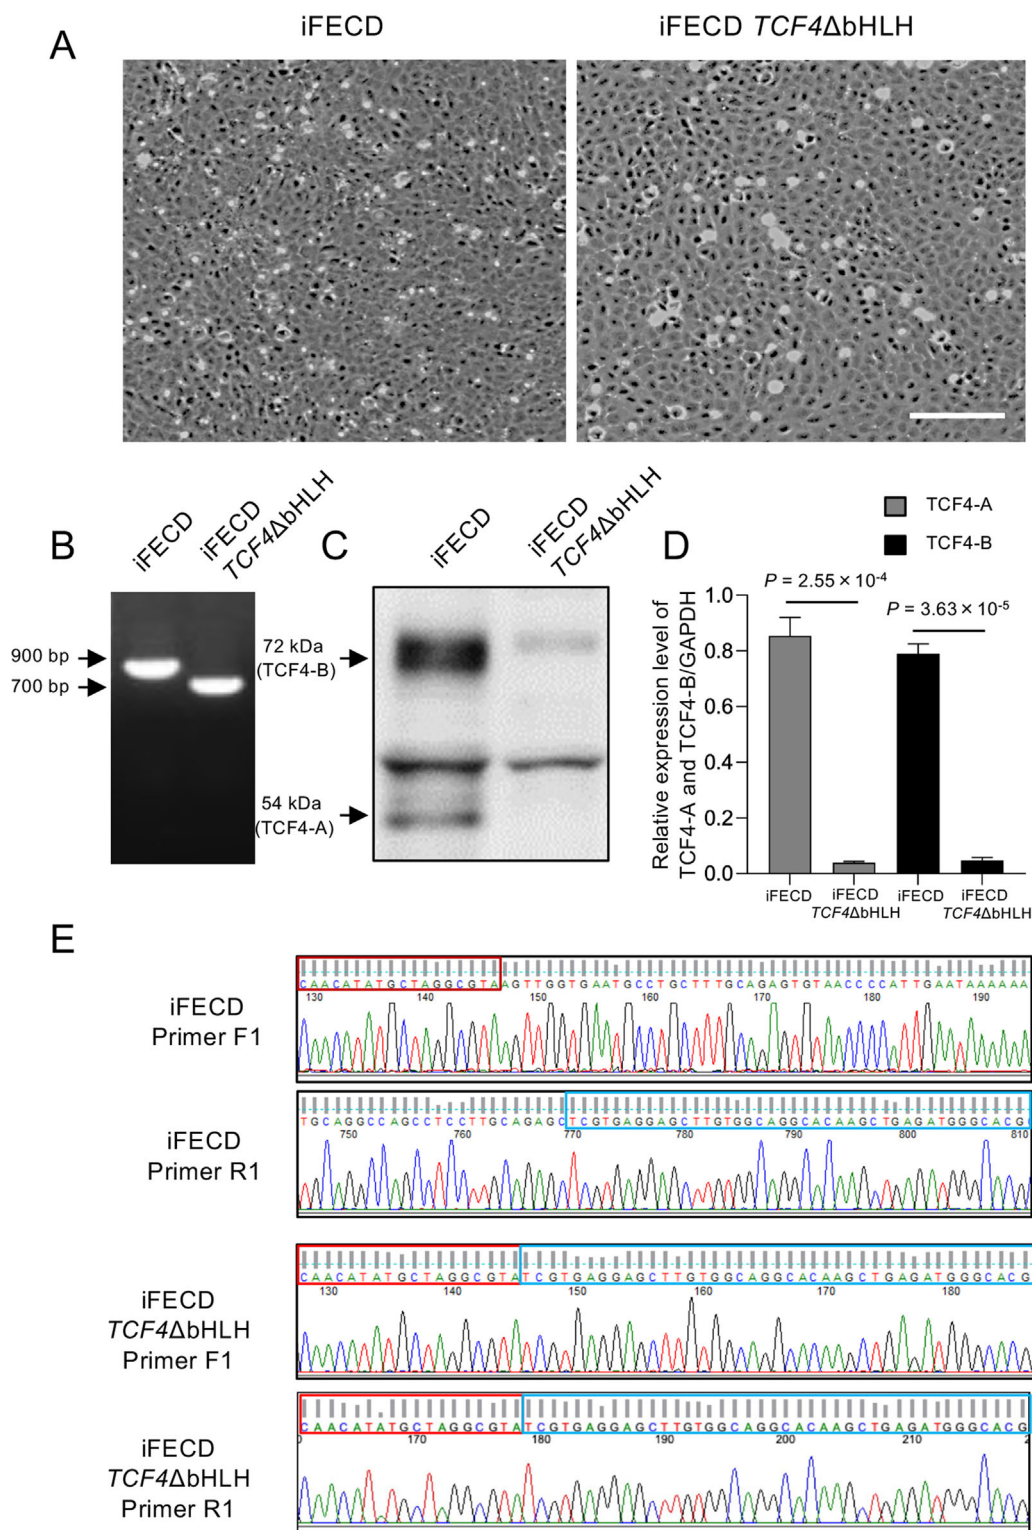 A
iFECD
iFECD TCF4ΔbHLH
B
iFECD
iFECD
TCF4ΔbHLH
900 bp
700 bp
C
iFECD
iFECD
TCF4ΔbHLH
72 kDa
(TCF4-B)
54 kDa
(TCF4-A)
D
TCF4-A
TCF4-B
P = 2.55 × 10-4
P = 3.63 × 10-5
Relative expression level of
TCF4-A and TCF4-B/GAPDH
1.0
0.8
0.6
0.4
0.2
0.0
iFECD
iFECD
TCF4ΔbHLH
iFECD
iFECD
TCF4ΔbHLH
E
iFECD
Primer F1
CAACATATGCTAGGCGTAAGTTGGTGAATGCCTGCTTTGCAGAGTGTAACCCCATTGAATAAAAAA
130 140 150 160 170 180 190
iFECD
Primer R1
TGCAGGCCAGCCTCCTTGCAGAGCTCGTGAGGAGCTTGTGGCAGGCACAAGCTGAGATGGGCACG
750 760 770 780 790 800 810
iFECD
TCF4ΔbHLH
Primer F1
CAACATATGCTAGGCGTATCGTGAGGAGCTTGTGGCAGGCACAAGCTGAGATGGGCACG
130 140 150 160 170 180
iFECD
TCF4ΔbHLH
Primer R1
CAACATATGCTAGGCGTATCGTGAGGAGCTTGTGGCAGGCACAAGCTGAGATGGGCACG
170 180 190 200 210